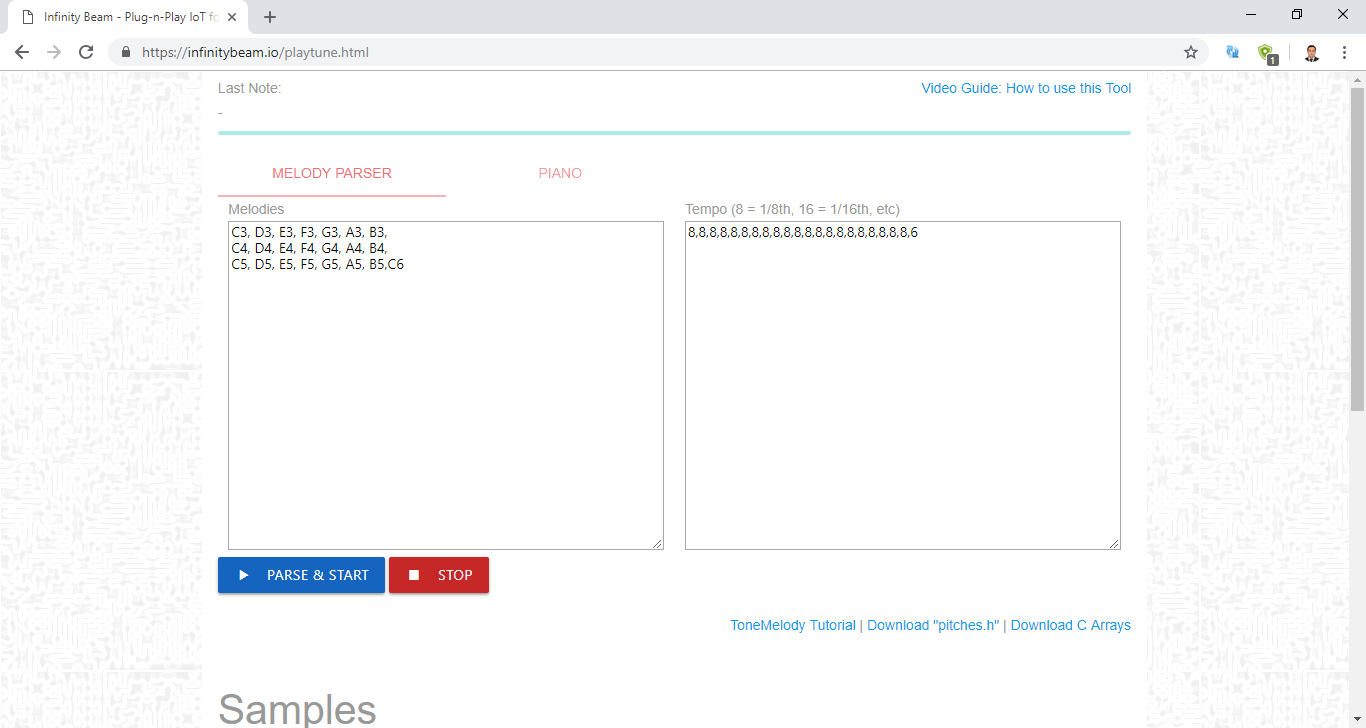 Infinity Beam - Plug-n-Play IoT fo
https://infinitybeam.io/playtune.html
1
Last Note:
Video Guide: How to use this Tool
-
MELODY PARSER
PIANO
Melodies
Tempo (8 = 1/8th, 16 = 1/16th, etc)
C3, D3, E3, F3, G3, A3, B3,
C4, D4, E4, F4, G4, A4, B4,
C5, D5, E5, F5, G5, A5, B5,C6
8,8,8,8,8,8,8,8,8,8,8,8,8,8,8,8,8,8,8,8,8,6
PARSE & START
STOP
ToneMelody Tutorial | Download "pitches.h" | Download C Arrays
Samples